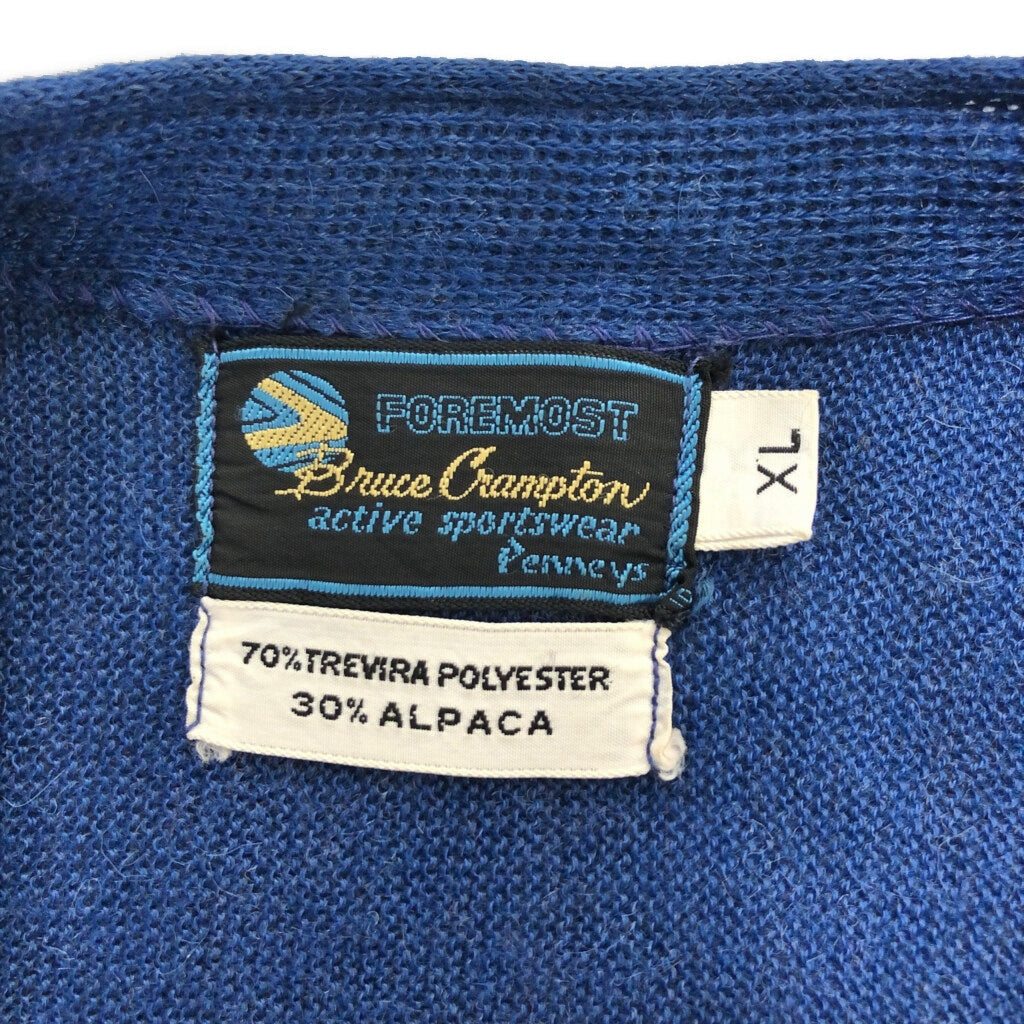 FOREMOST
Bruce Crampton
active sportswear
Penneys
XL
70% TREVIRA POLYESTER
30% ALPACA